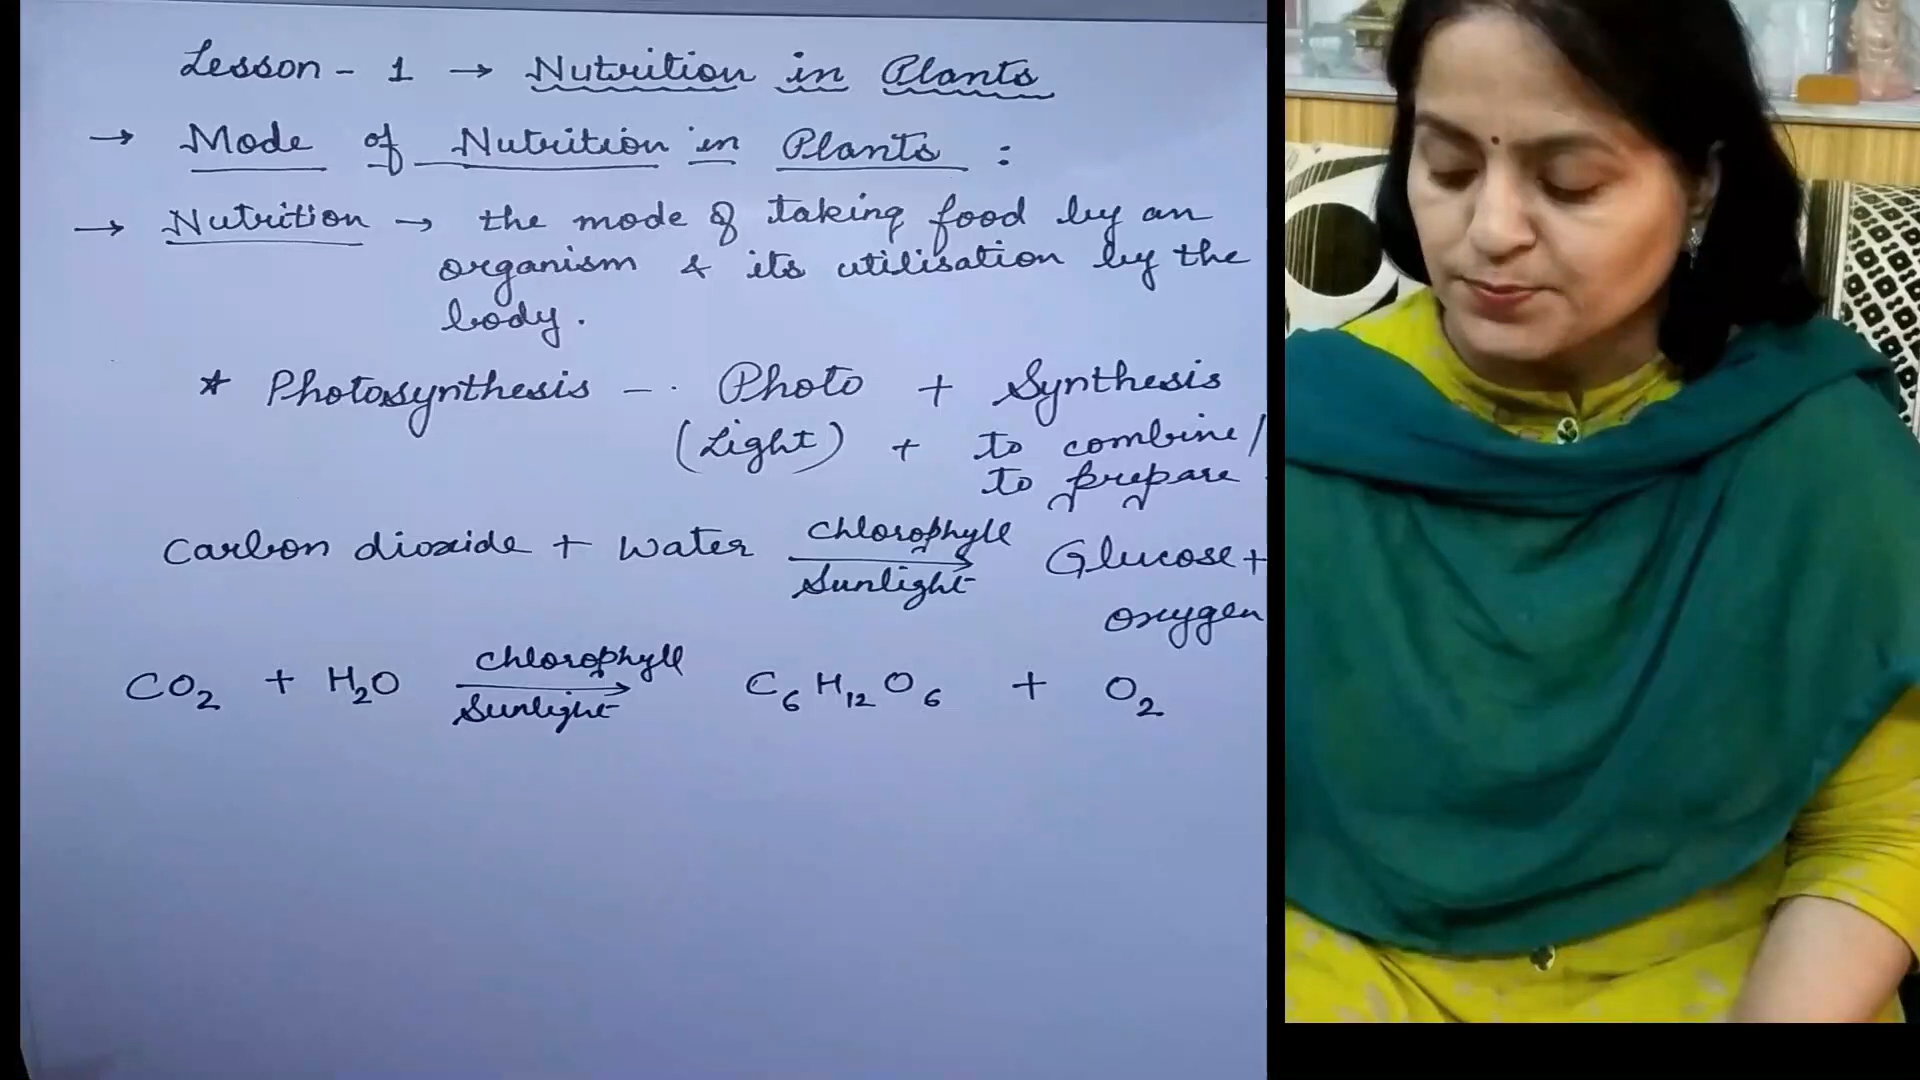 Lesson - 1 → Nutrition in Plants
→ Mode of Nutrition in Plants :
→ Nutrition → the mode of taking food by an
organism & its utilisation by the
body.
* Photosynthesis - . Photo + Synthesis
(Light) + to combine/
to prepare
Carbon dioxide + Water Chlorophyll
Sunlight → Glucose +
oxygen
CO₂ + H₂O Chlorophyll
Sunlight → C₆H₁₂O₆ + O₂